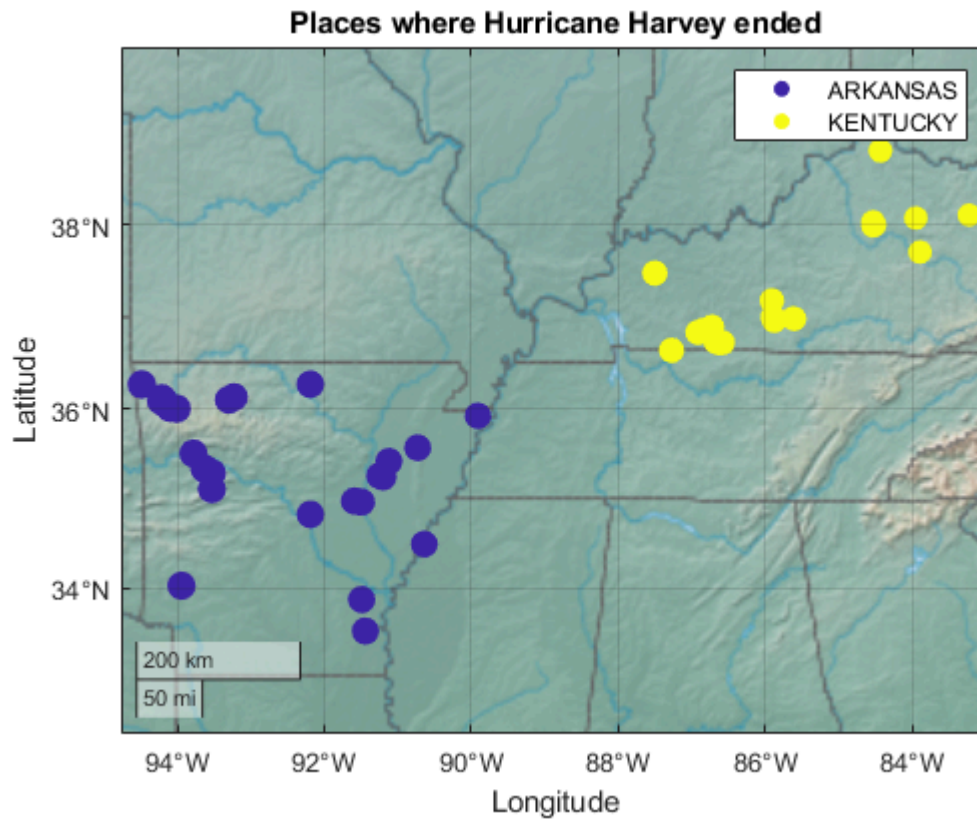 Places where Hurricane Harvey ended
ARKANSAS
KENTUCKY
38°N
36°N
34°N
Latitude
200 km
50 mi
94°W 92°W 90°W 88°W 86°W 84°W
Longitude